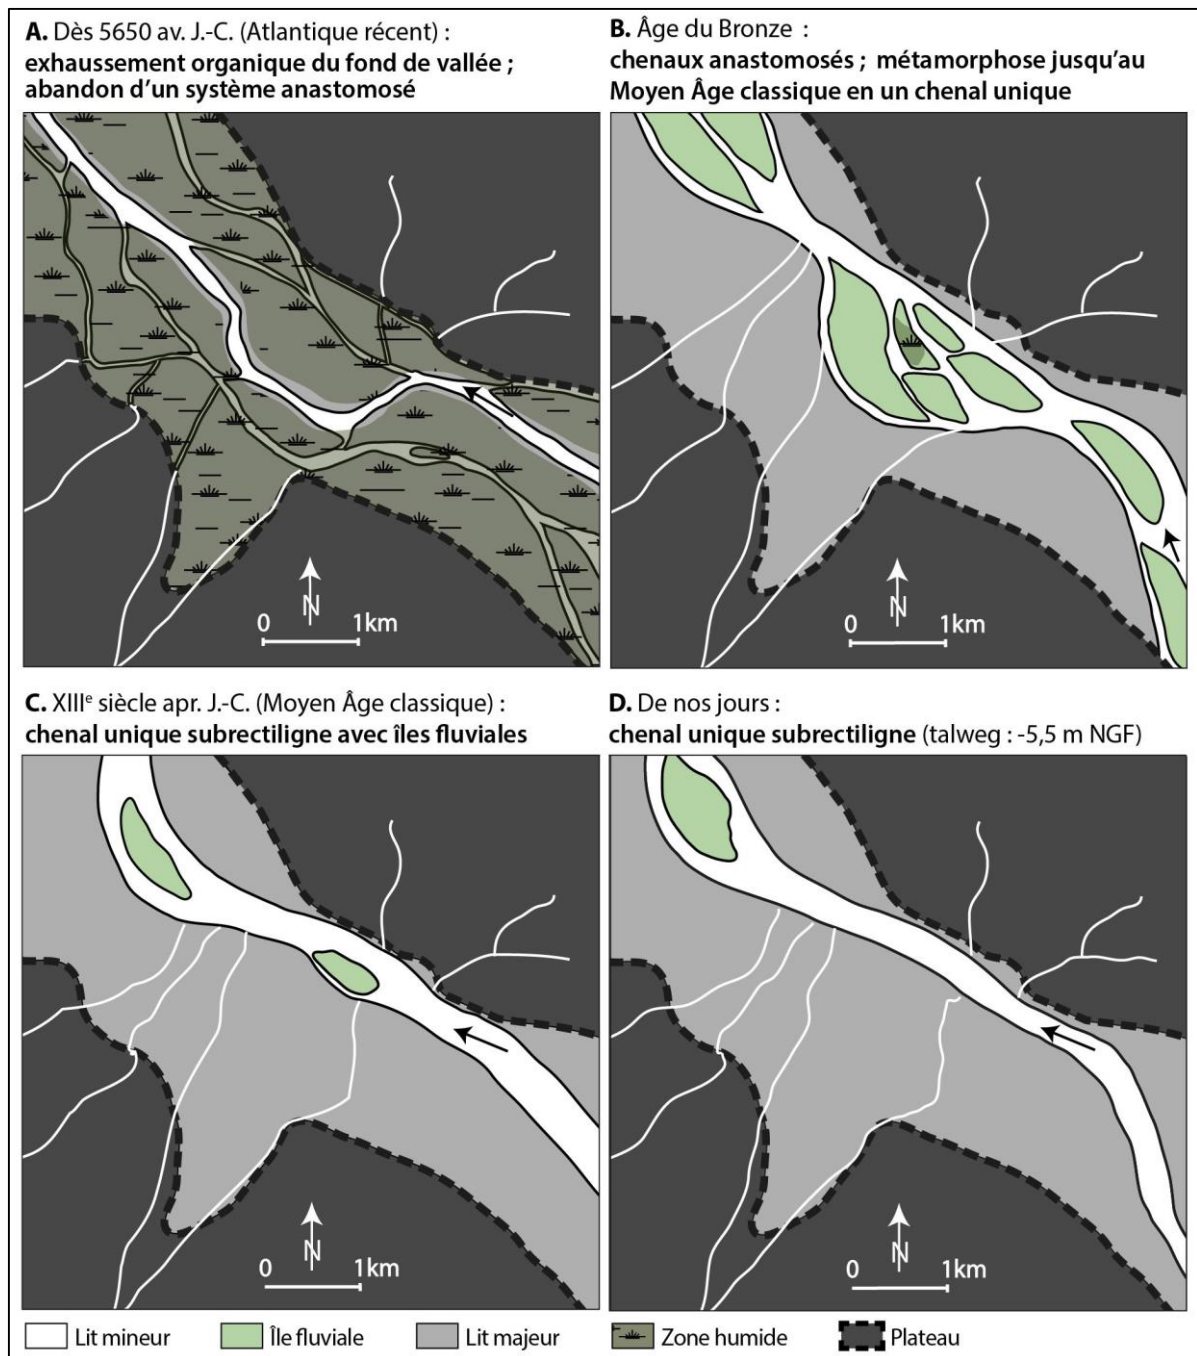 A. Dès 5650 av. J.-C. (Atlantique récent) :
exhaussement organique du fond de vallée ;
abandon d'un système anastomosé
B. Âge du Bronze :
chenaux anastomosés ; métamorphose jusqu'au
Moyen Âge classique en un chenal unique
N
0 1km
N
0 1km
C. XIIIe siècle apr. J.-C. (Moyen Âge classique) :
chenal unique subrectiligne avec îles fluviales
D. De nos jours :
chenal unique subrectiligne (talweg : -5,5 m NGF)
N
0 1km
N
0 1km
Lit mineur
Île fluviale
Lit majeur
Zone humide
Plateau